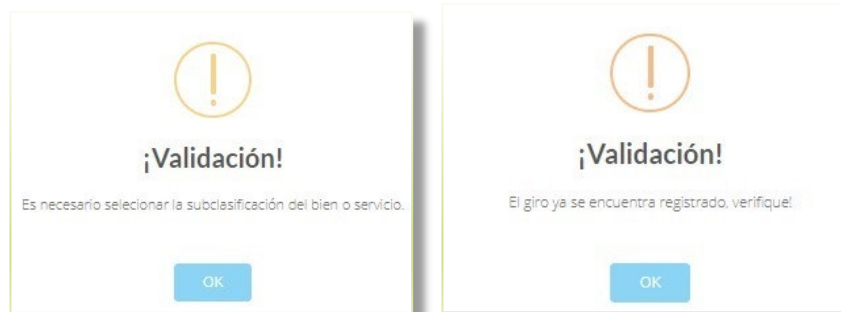 ¡Validación!
Es necesario selecionar la subclasificación del bien o servicio.
OK
¡Validación!
El giro ya se encuentra registrado, verifique!
OK